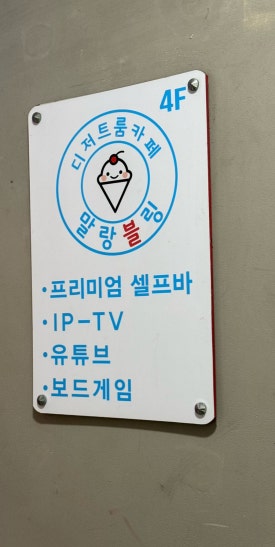 4F
디저트룸카페
말랑블링
·프리미엄 셀프바
·IP-TV
·유튜브
·보드게임